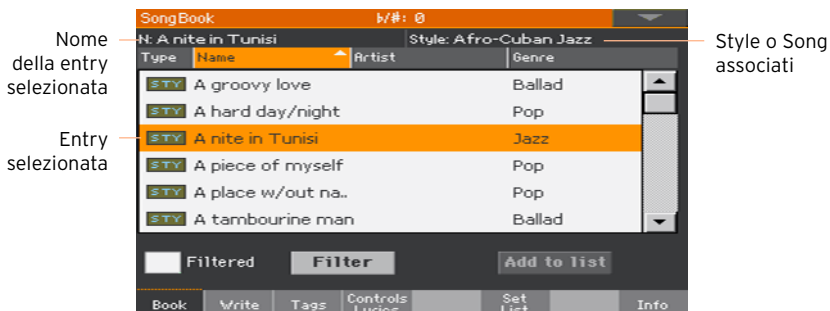 SongBook ♭/#: 0
Nome della entry selezionata
N: A nite in Tunisi Style: Afro-Cuban Jazz
Style o Song associati
Type Name Artist Genre
STY A groovy love Ballad
STY A hard day/night Pop
Entry selezionata
STY A nite in Tunisi Jazz
STY A piece of myself Pop
STY A place w/out na.. Pop
STY A tambourine man Ballad
Filtered Filter Add to list
Book Write Tags Controls Lyrics Set List Info